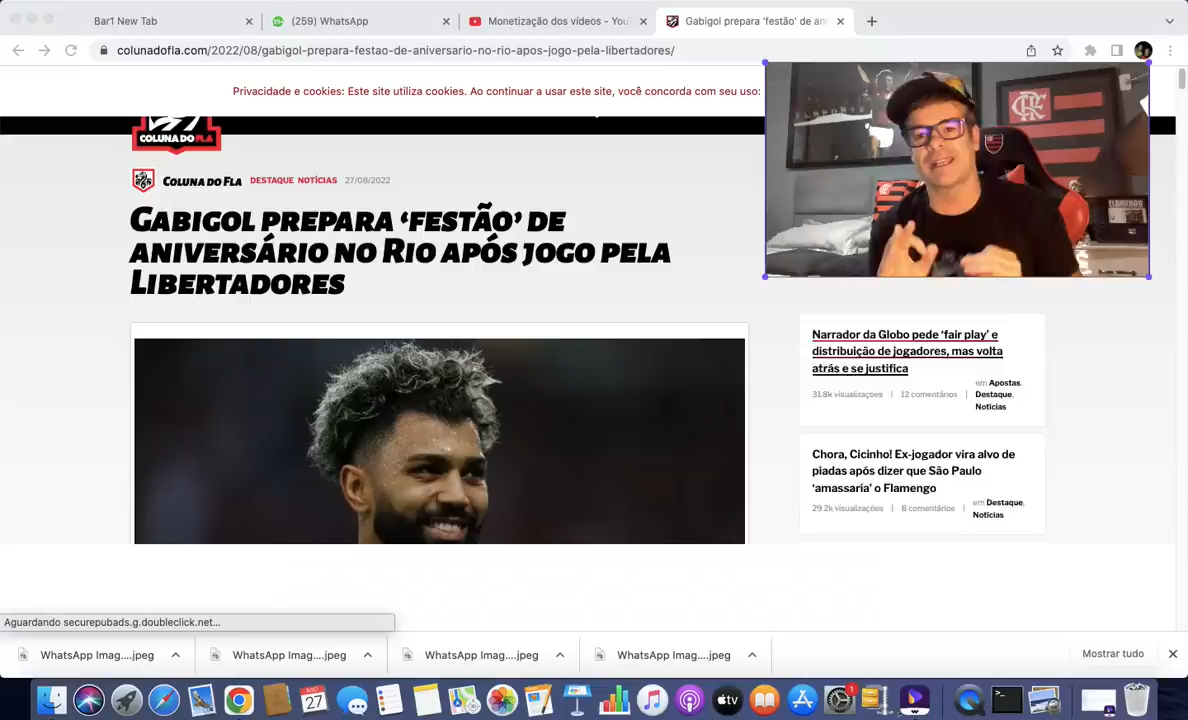 Bar1 New Tab
(259) WhatsApp
Monetização dos vídeos - You
Gabigol prepara 'festão' de ani
colunadofla.com/2022/08/gabigol-prepara-festao-de-aniversario-no-rio-apos-jogo-pela-libertadores/
Privacidade e cookies: Este site utiliza cookies. Ao continuar a usar este site, você concorda com seu uso:
COLUNA DO FLA
COLUNA DO FLA DESTAQUE NOTÍCIAS 27/08/2022
GABIGOL PREPARA ‘FESTÃO’ DE
ANIVERSÁRIO NO RIO APÓS JOGO PELA
LIBERTADORES
FLAMENGO
Narrador da Globo pede ‘fair play’ e
distribuição de jogadores, mas volta
atrás e se justifica
31.8k visualizações | 12 comentários |
em Apostas,
Destaque,
Notícias
Chora, Cicinho! Ex-jogador vira alvo de
piadas após dizer que São Paulo
‘amassaria’ o Flamengo
29.2k visualizações | 8 comentários |
em Destaque,
Notícias
Aguardando securepubads.g.doubleclick.net...
WhatsApp Imag....jpeg
WhatsApp Imag....jpeg
WhatsApp Imag....jpeg
WhatsApp Imag....jpeg
Mostrar tudo
AGO
27
tv
1